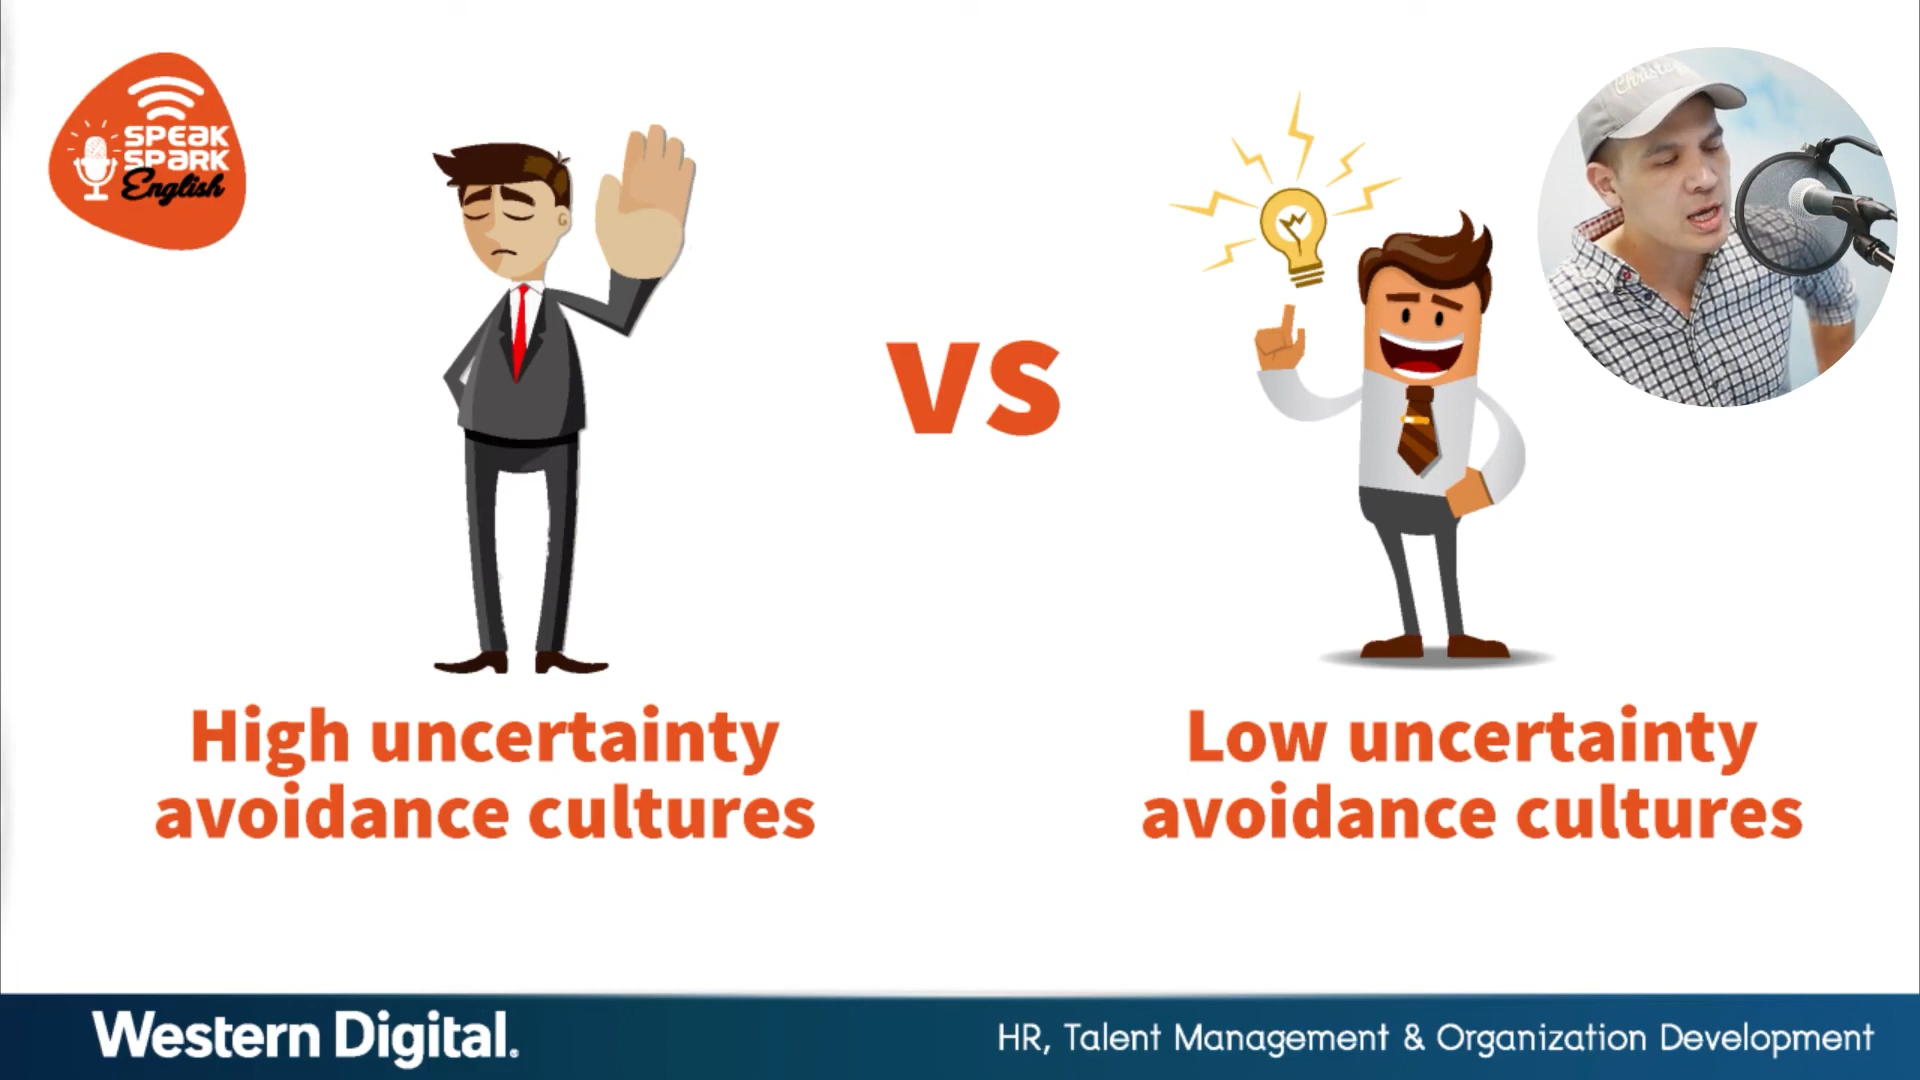 SPEAK
SPARK
English
VS
High uncertainty
avoidance cultures
Low uncertainty
avoidance cultures
Western Digital.
HR, Talent Management & Organization Development